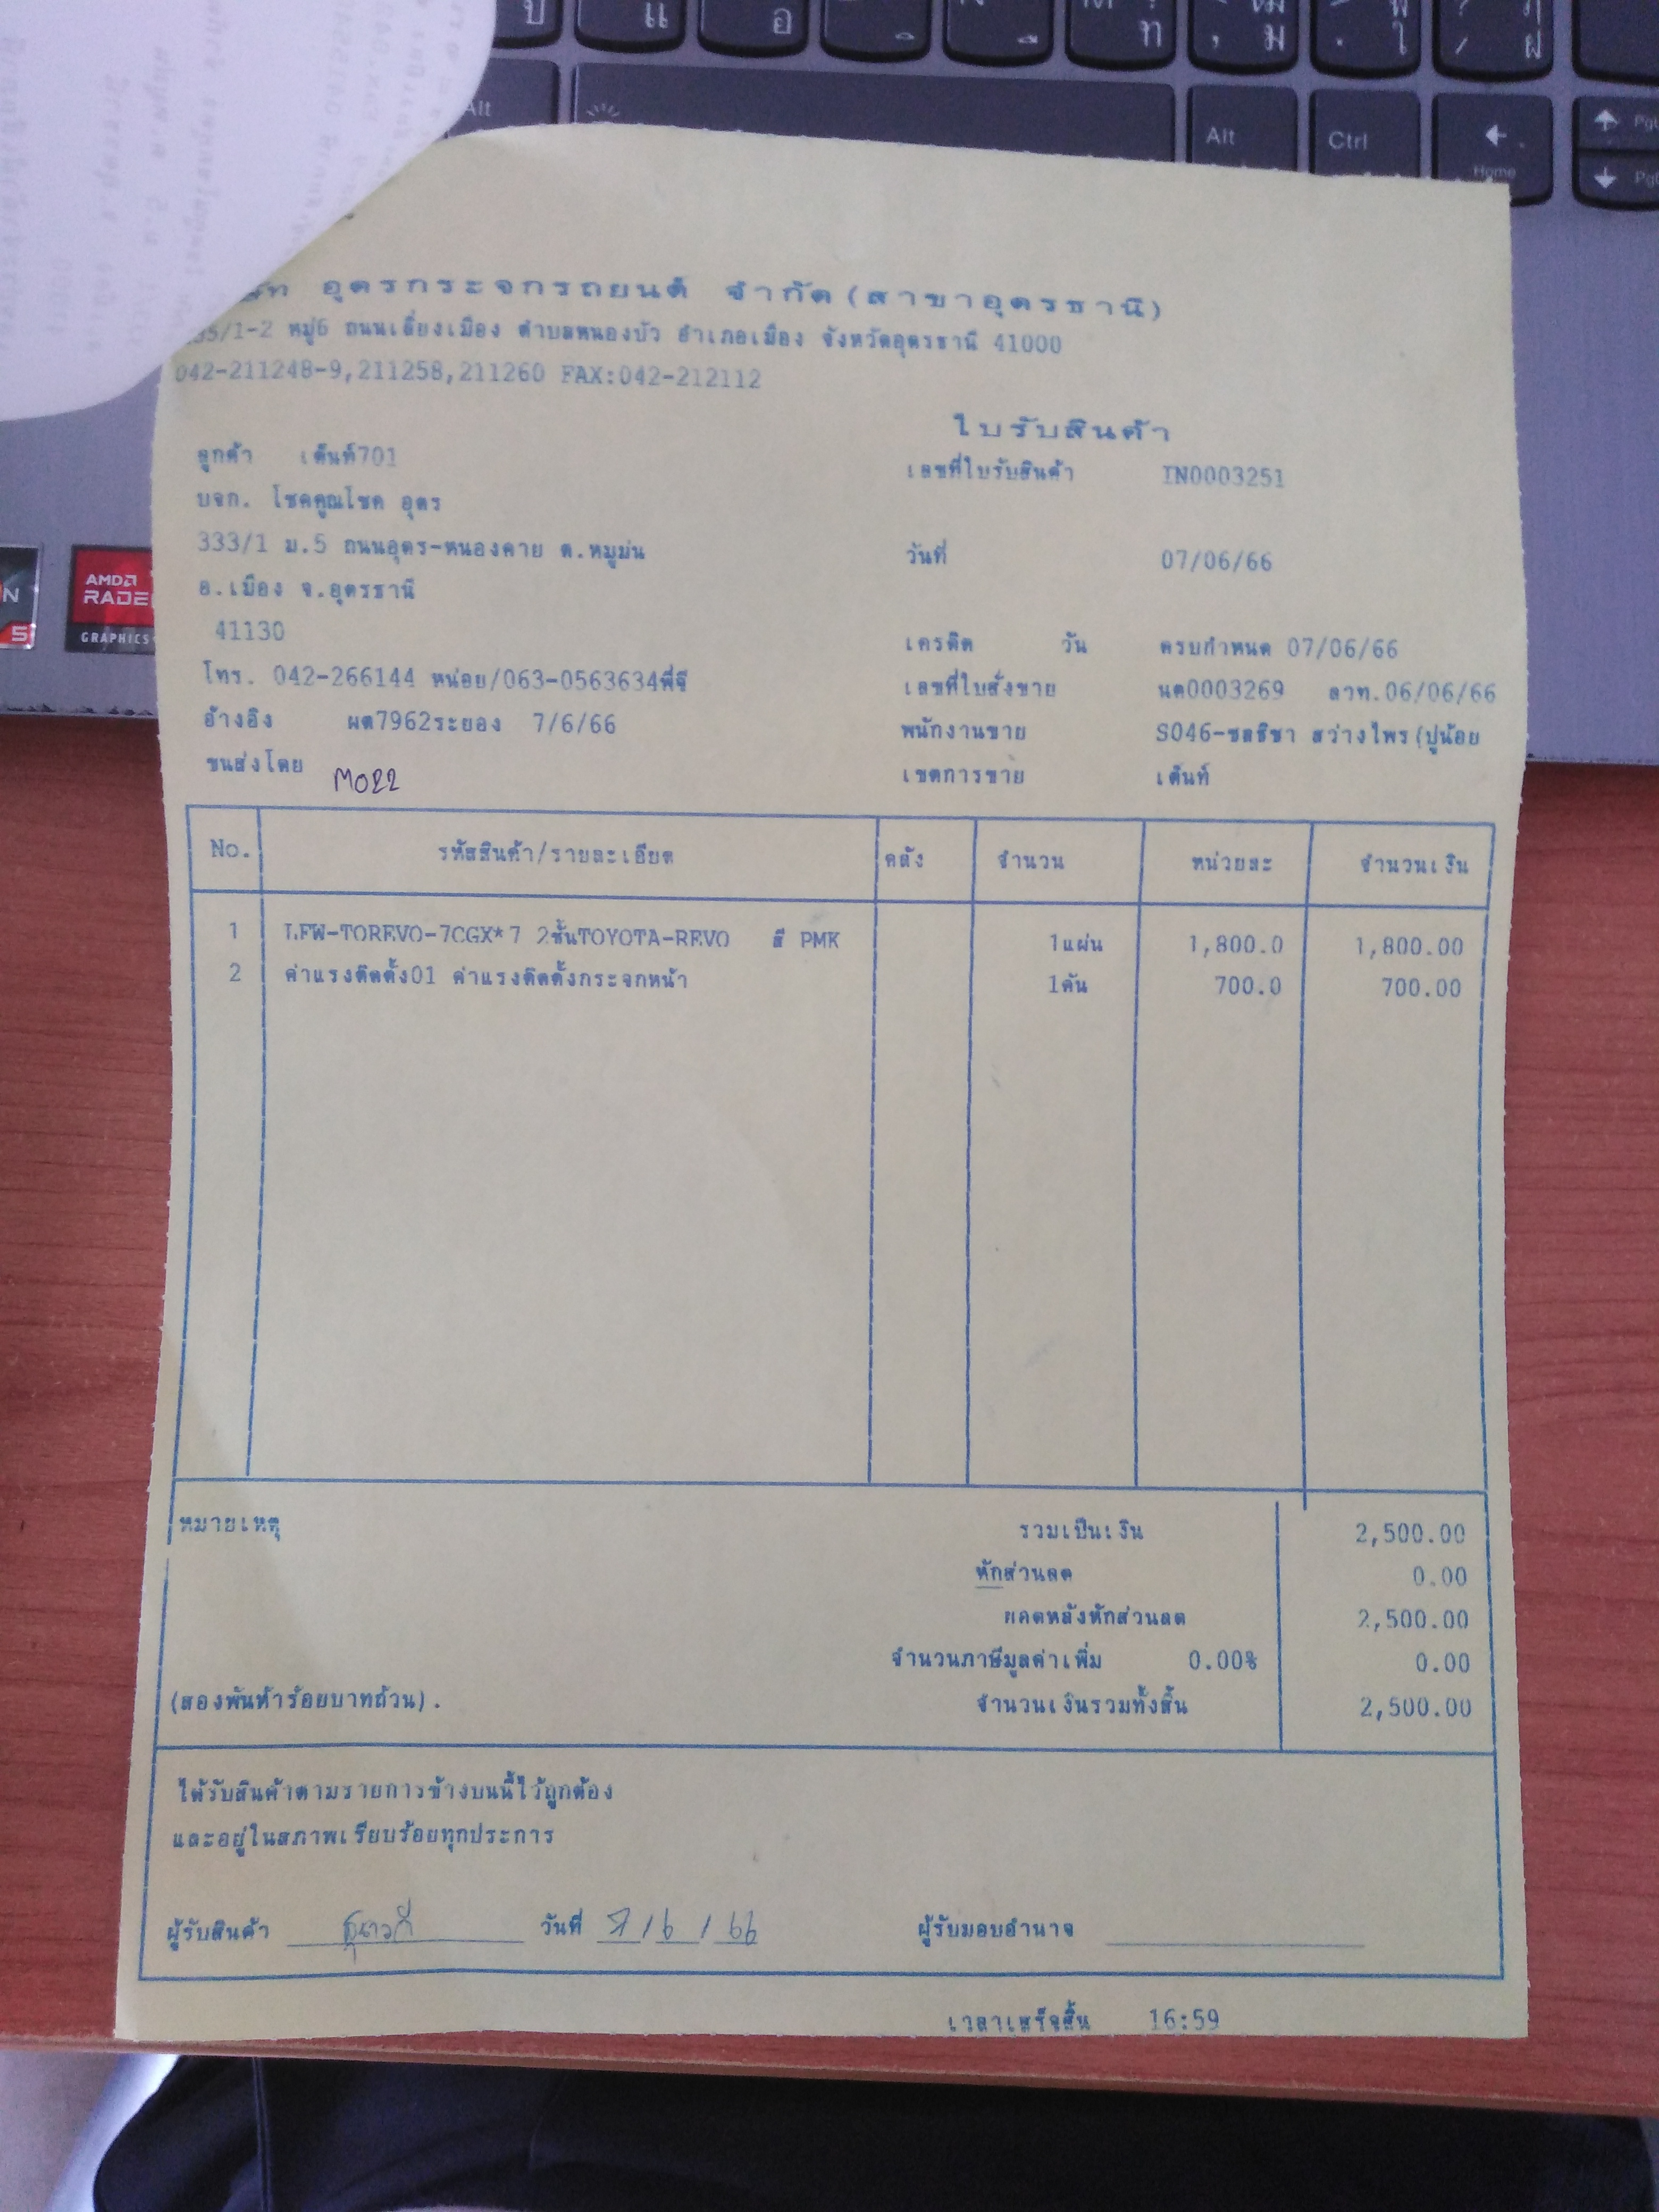 อุดรกระจกรถยนต์ จำกัด(สาขาอุดรธานี)
/1-2 หมู่6 ถนนเลี่ยงเมือง ตำบลหนองบัว อำเภอเมือง จังหวัดอุดรธานี 41000
042-211248-9,211258,211260 FAX:042-212112
ใบรับสินค้า
ลูกค้า เต็นท์701
เลขที่ใบรับสินค้า IN0003251
บจก. โชคคูณโชค อุดร
333/1 ม.5 ถนนอุดร-หนองคาย ต.หมูม่น
วันที่ 07/06/66
อ.เมือง จ.อุดรธานี
41130
เครดิต วัน ครบกำหนด 07/06/66
โทร. 042-266144 หน่อย/063-0563634พี่จี
เลขที่ใบสั่งขาย นต0003269 ลวท.06/06/66
อ้างอิง ผต7962ระยอง 7/6/66
พนักงานขาย S046-ชลธิชา สว่างไพร(ปูน้อย
ขนส่งโดย M022
เขตการขาย เต็นท์
No. รหัสสินค้า/รายละเอียด คลัง จำนวน หน่วยละ จำนวนเงิน
1 LFW-TOREVO-7CGX*7 2ชั้นTOYOTA-REVO สี PMK 1แผ่น 1,800.0 1,800.00
2 ค่าแรงติดตั้ง01 ค่าแรงติดตั้งกระจกหน้า 1คัน 700.0 700.00
หมายเหตุ
รวมเป็นเงิน 2,500.00
หักส่วนลด 0.00
ยอดหลังหักส่วนลด 2,500.00
จำนวนภาษีมูลค่าเพิ่ม 0.00% 0.00
(สองพันห้าร้อยบาทถ้วน). จำนวนเงินรวมทั้งสิ้น 2,500.00
ได้รับสินค้าตามรายการข้างบนนี้ไว้ถูกต้อง
และอยู่ในสภาพเรียบร้อยทุกประการ
ผู้รับสินค้า วันที่ 7/6/66 ผู้รับมอบอำนาจ
เวลาเสร็จสิ้น 16:59
Alt
Alt
Ctrl
Home
AMD
RADE
GRAPHICS